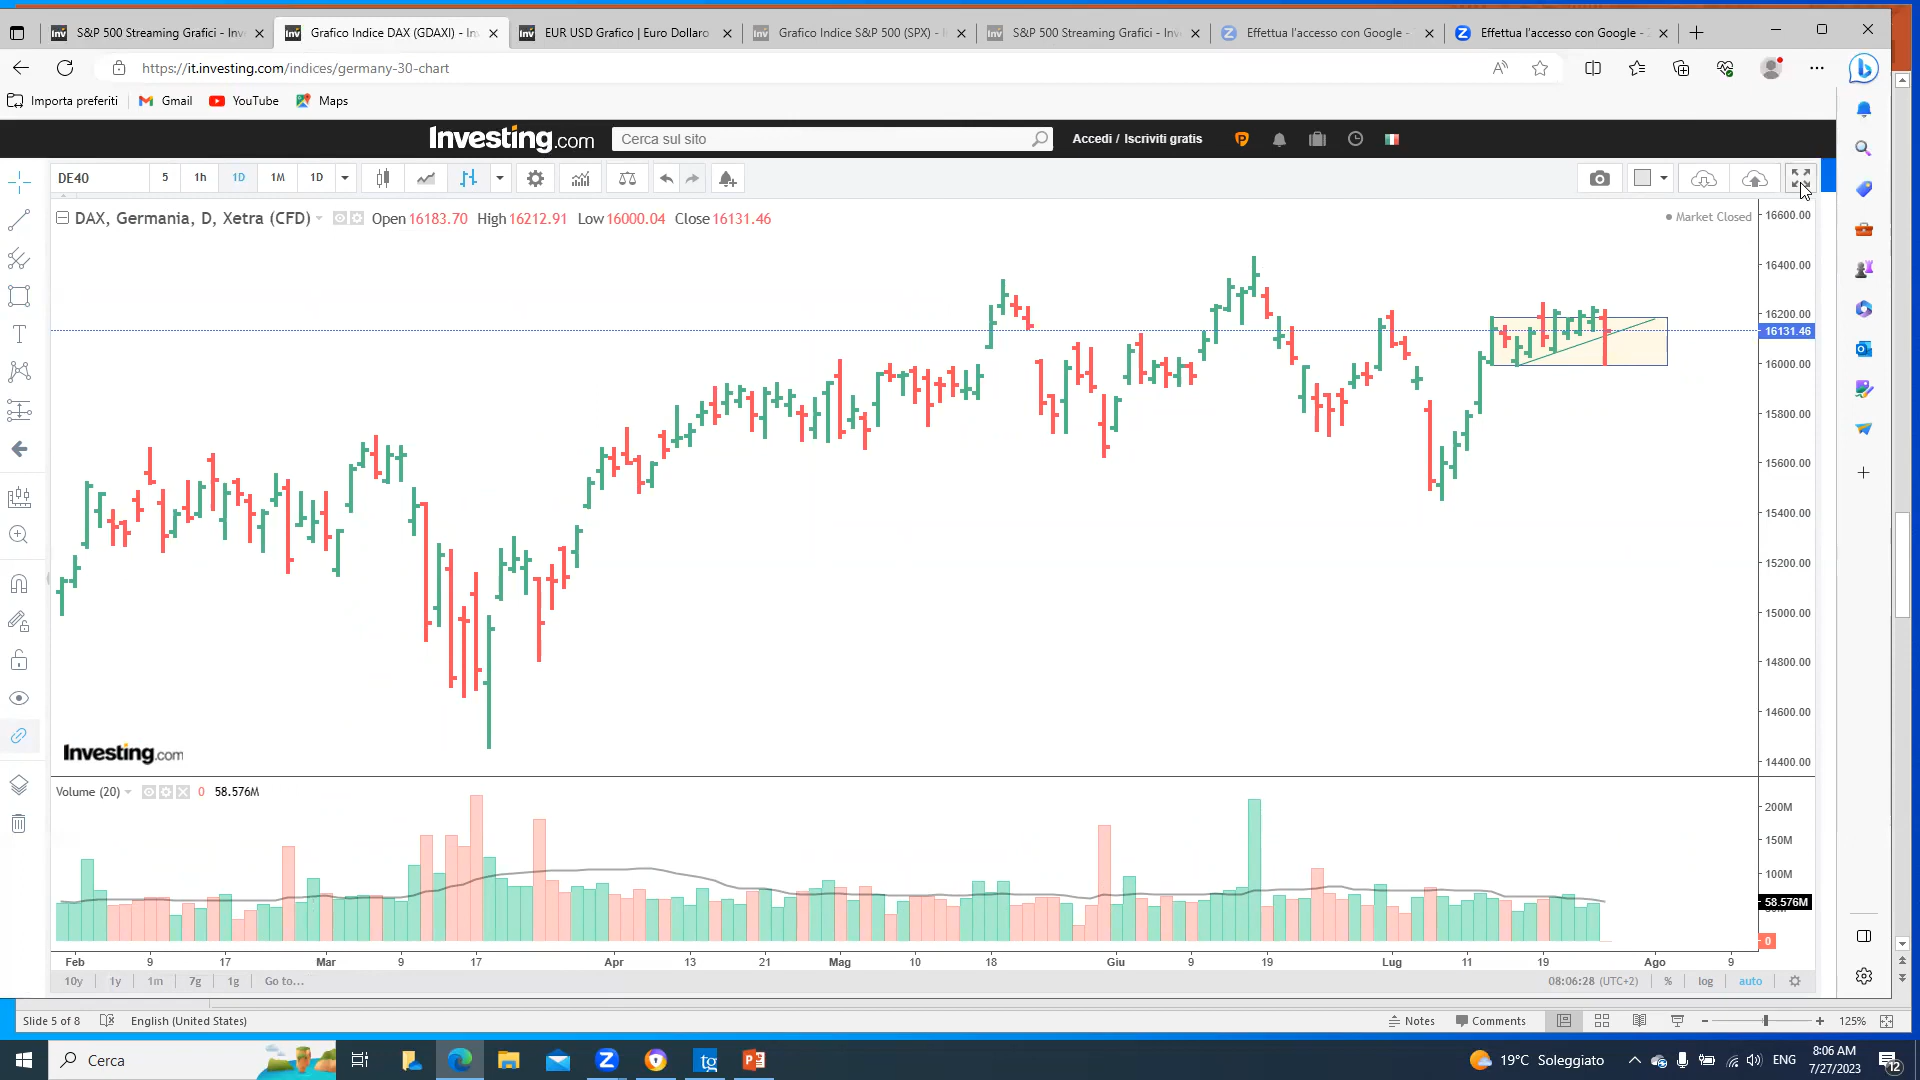 S&P 500 Streaming Grafici - Inv
Grafico Indice DAX (GDAXI) - In
EUR USD Grafico | Euro Dollaro
Grafico Indice S&P 500 (SPX) -
S&P 500 Streaming Grafici - Inv
Effettua l'accesso con Google -
Effettua l'accesso con Google -
https://it.investing.com/indices/germany-30-chart
Importa preferiti
Gmail
YouTube
Maps
Investing.com
Cerca sul sito
Accedi / Iscriviti gratis
DE40
5
1h
1D
1M
1D
DAX, Germania, D, Xetra (CFD)
Open 16183.70 High 16212.91 Low 16000.04 Close 16131.46
Market Closed
16600.00
16400.00
16200.00
16131.46
16000.00
15800.00
15600.00
15400.00
15200.00
15000.00
14800.00
14600.00
14400.00
Investing.com
Volume (20)
0 58.576M
200M
150M
100M
58.576M
0
Feb 9 17 Mar 9 17 Apr 13 21 Mag 10 18 Giu 9 19 Lug 11 19 Ago 9
10y 1y 1m 7g 1g Go to...
08:06:28 (UTC+2) % log auto
Slide 5 of 8
English (United States)
Notes
Comments
125%
Cerca
19°C Soleggiato
ENG
8:06 AM
7/27/2023
12